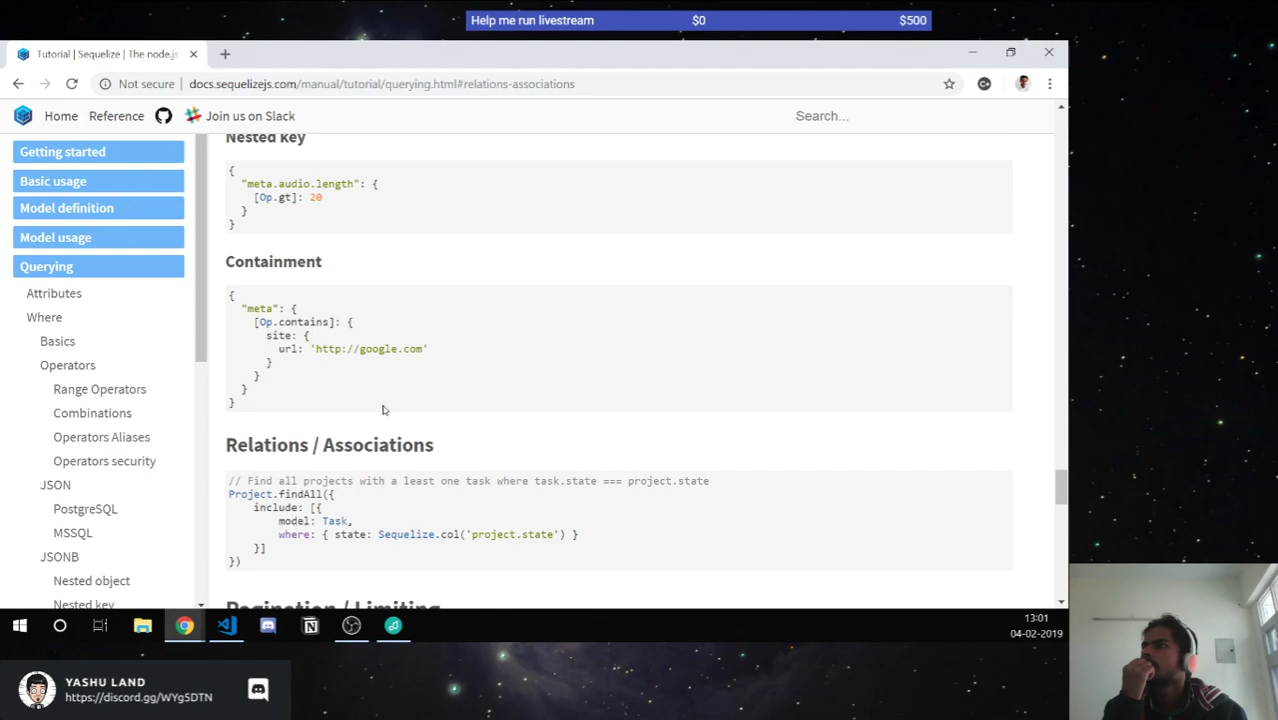 Help me run livestream $0 $500
Tutorial | Sequelize | The node.js
Not secure docs.sequelizejs.com/manual/tutorial/querying.html#relations-associations
Home Reference Join us on Slack Search...
Getting started
Basic usage
Model definition
Model usage
Querying
Attributes
Where
Basics
Operators
Range Operators
Combinations
Operators Aliases
Operators security
JSON
PostgreSQL
MSSQL
JSONB
Nested object
Nested key
Nested key
{
"meta.audio.length": {
[Op.gt]: 20
}
}
Containment
{
"meta": {
[Op.contains]: {
site: {
url: 'http://google.com'
}
}
}
}
Relations / Associations
// Find all projects with a least one task where task.state === project.state
Project.findAll({
include: [{
model: Task,
where: { state: Sequelize.col('project.state') }
}]
})
Pagination / Limiting
13:01
04-02-2019
YASHU LAND
https://discord.gg/WYg5DTN